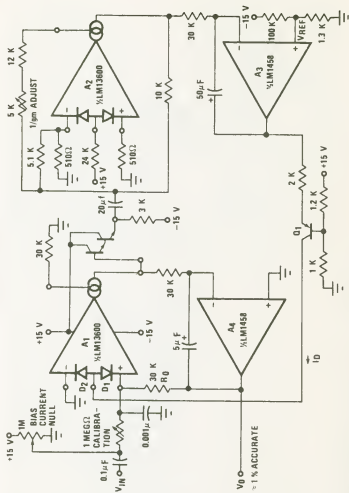 +15 V
1M
BIAS
CURRENT
NULL
0.1μF
VIN
1 MEGΩ
CALIBRA-
TION
0.001μ
D2
D1
+15 V
A1
½LM13600
-15 V
30 K
20μf
3 K
-15 V
30 K
5μF
30 K
RO
A4
½LM1458
VO
≈ 1% ACCURATE
ID
12 K
5 K
1/gm ADJUST
5.1 K
510Ω
24 K
+15 V
510Ω
A2
½LM13600
10 K
30 K
-15 V
100 K
VREF
1.3 K
50μF
A3
½LM1458
2 K
Q1
+15 V
1.2 K
1 K